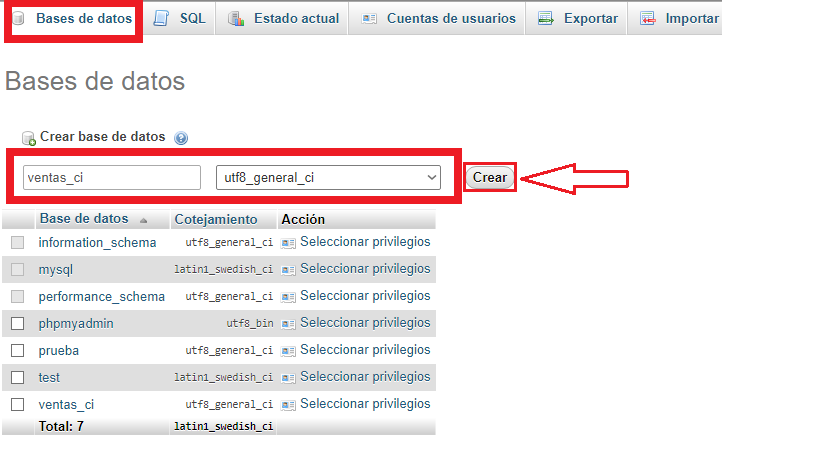 Bases de datos SQL Estado actual Cuentas de usuarios Exportar Importar
Bases de datos
Crear base de datos
ventas_ci utf8_general_ci Crear
Base de datos Cotejamiento Acción
information_schema utf8_general_ci Seleccionar privilegios
mysql latin1_swedish_ci Seleccionar privilegios
performance_schema utf8_general_ci Seleccionar privilegios
phpmyadmin utf8_bin Seleccionar privilegios
prueba utf8_general_ci Seleccionar privilegios
test latin1_swedish_ci Seleccionar privilegios
ventas_ci utf8_general_ci Seleccionar privilegios
Total: 7 latin1_swedish_ci